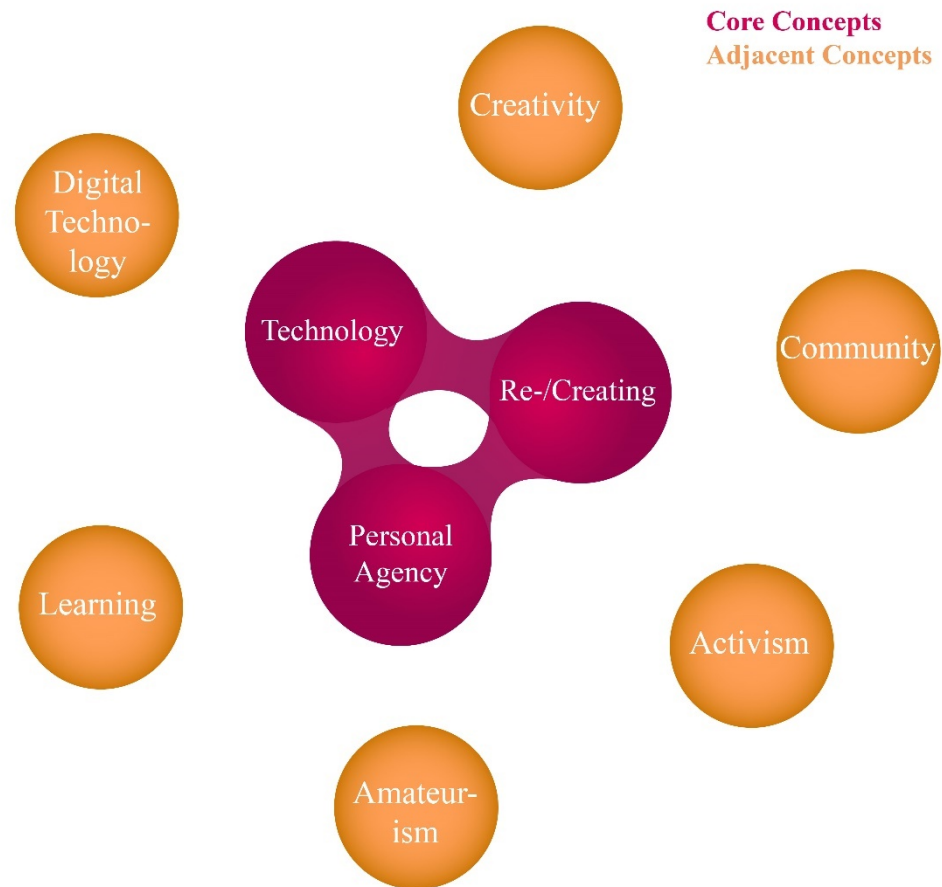 Core Concepts
Adjacent Concepts
Creativity
Digital
Techno-
logy
Technology
Community
Re-/Creating
Personal
Agency
Learning
Activism
Amateur-
ism